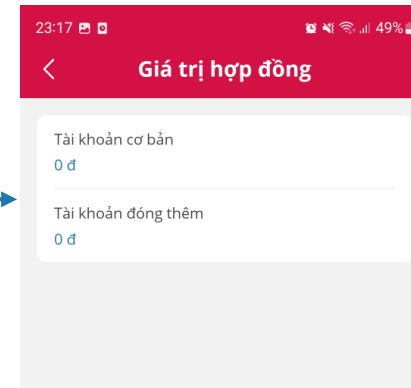 23:17 49%
Giá trị hợp đồng
Tài khoản cơ bản
0 đ
Tài khoản đóng thêm
0 đ